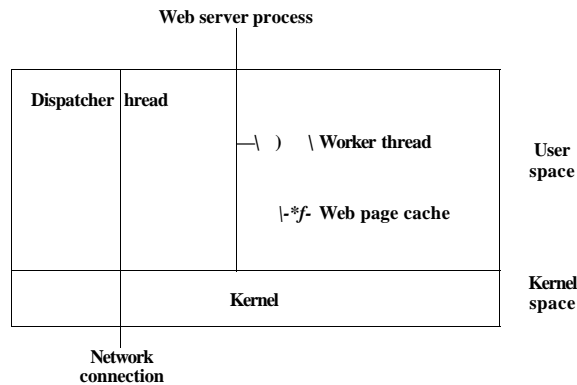 Web server process
Dispatcher hread
—\ ) \ Worker thread
User
space
\-*f- Web page cache
Kernel
Kernel
space
Network
connection